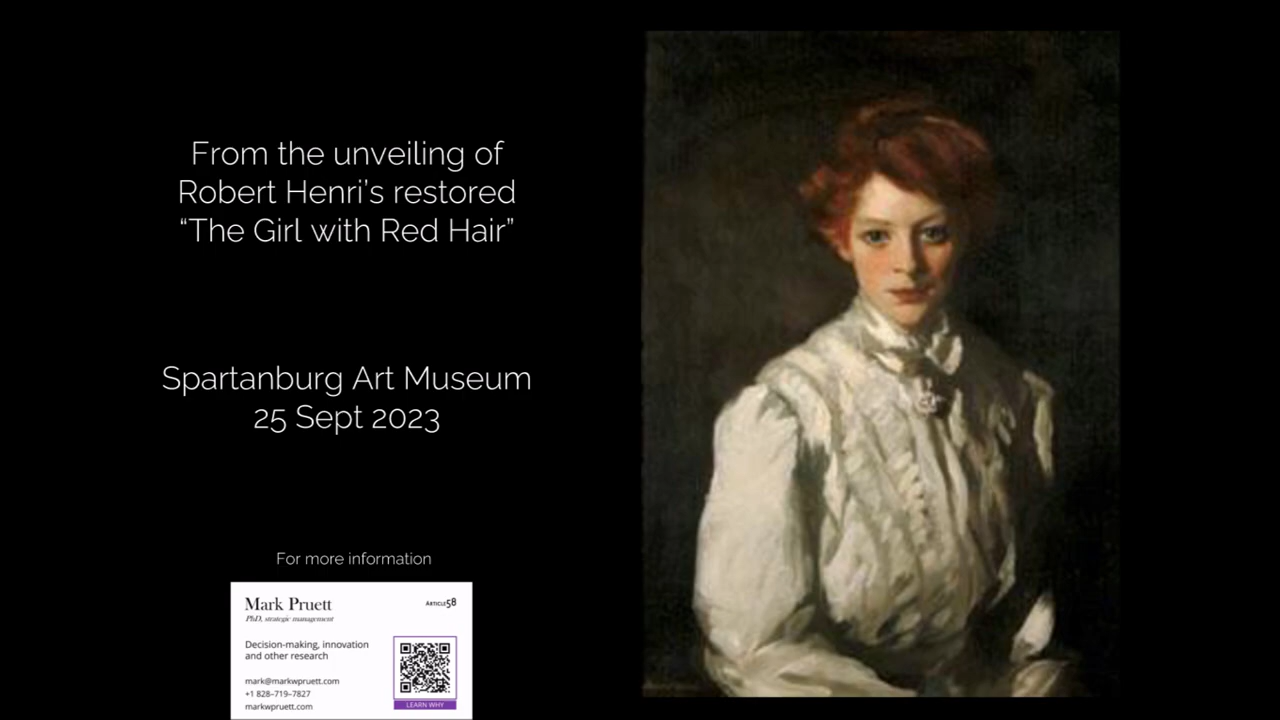 From the unveiling of
Robert Henri’s restored
“The Girl with Red Hair”
Spartanburg Art Museum
25 Sept 2023
For more information
Mark Pruett
ARTICLE58
PhD, strategic management
Decision-making, innovation
and other research
mark@markwpruett.com
+1 828–719–7827
markwpruett.com
LEARN WHY